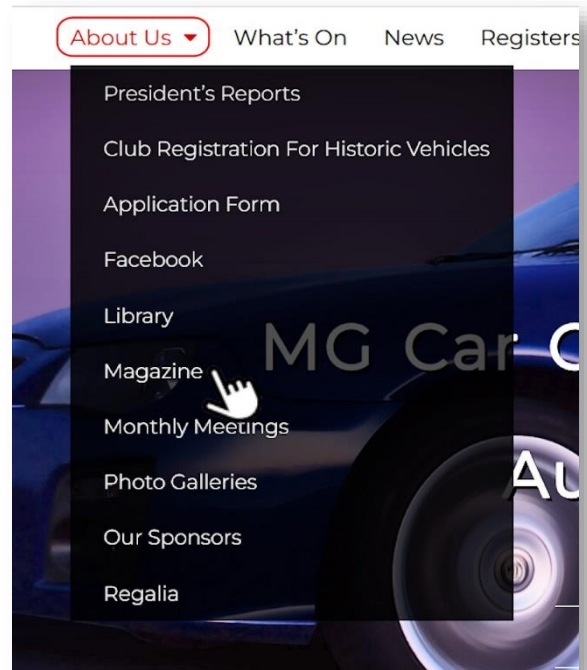 About Us What's On News Registers
President's Reports
Club Registration For Historic Vehicles
Application Form
Facebook
Library
MG Car
Magazine
Monthly Meetings
Photo Galleries
Au
Our Sponsors
Regalia